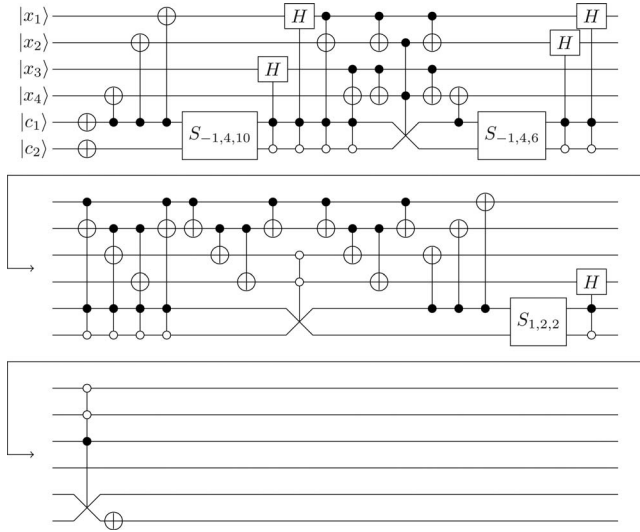 |x₁⟩ H H
|x₂⟩ H
|x₃⟩ H
|x₄⟩
|c₁⟩ S₋₁,₄,₁₀ S₋₁,₄,₆
|c₂⟩
H
S₁,₂,₂